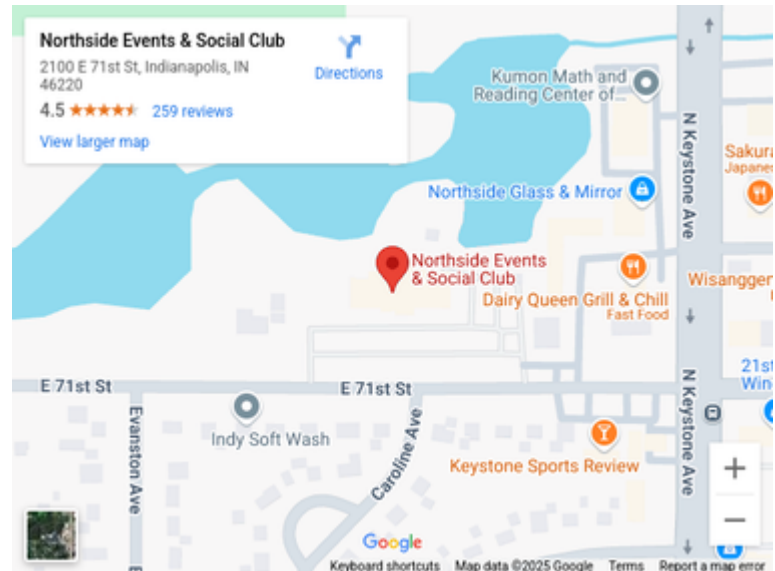 Northside Events & Social Club
2100 E 71st St, Indianapolis, IN
46220
4.5
259 reviews
View larger map
Directions
Kumon Math and
Reading Center of...
N Keystone Ave
Sakura
Japanes
Northside Glass & Mirror
Northside Events
& Social Club
Dairy Queen Grill & Chill
Fast Food
Wisanggen
21st
Win
E 71st St
E 71st St
N Keystone Ave
Evanston Ave
Indy Soft Wash
Caroline Ave
Keystone Sports Review
+
−
E
Google
Keyboard shortcuts
Map data ©2025 Google
Terms
Report a map error